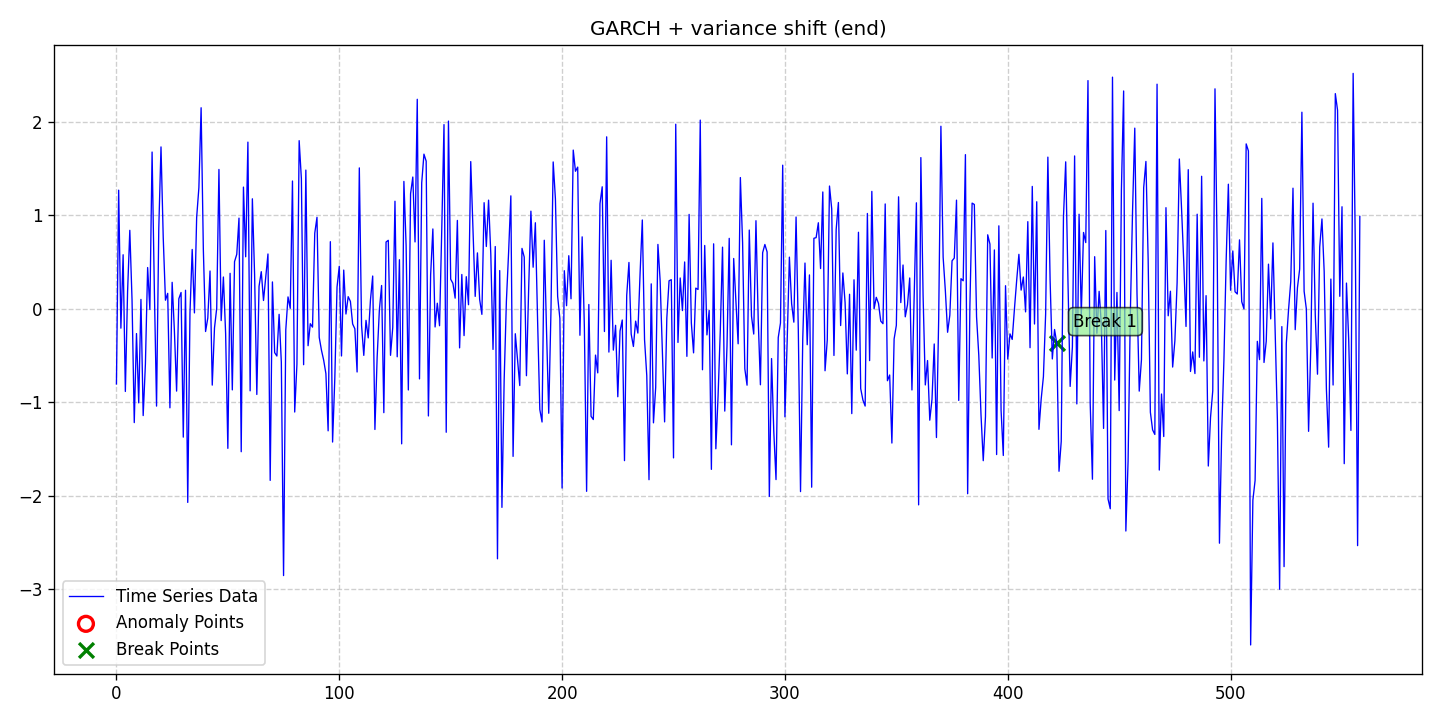 GARCH + variance shift (end)
2
1
0
−1
−2
−3
Break 1
Time Series Data
Anomaly Points
Break Points
0 100 200 300 400 500